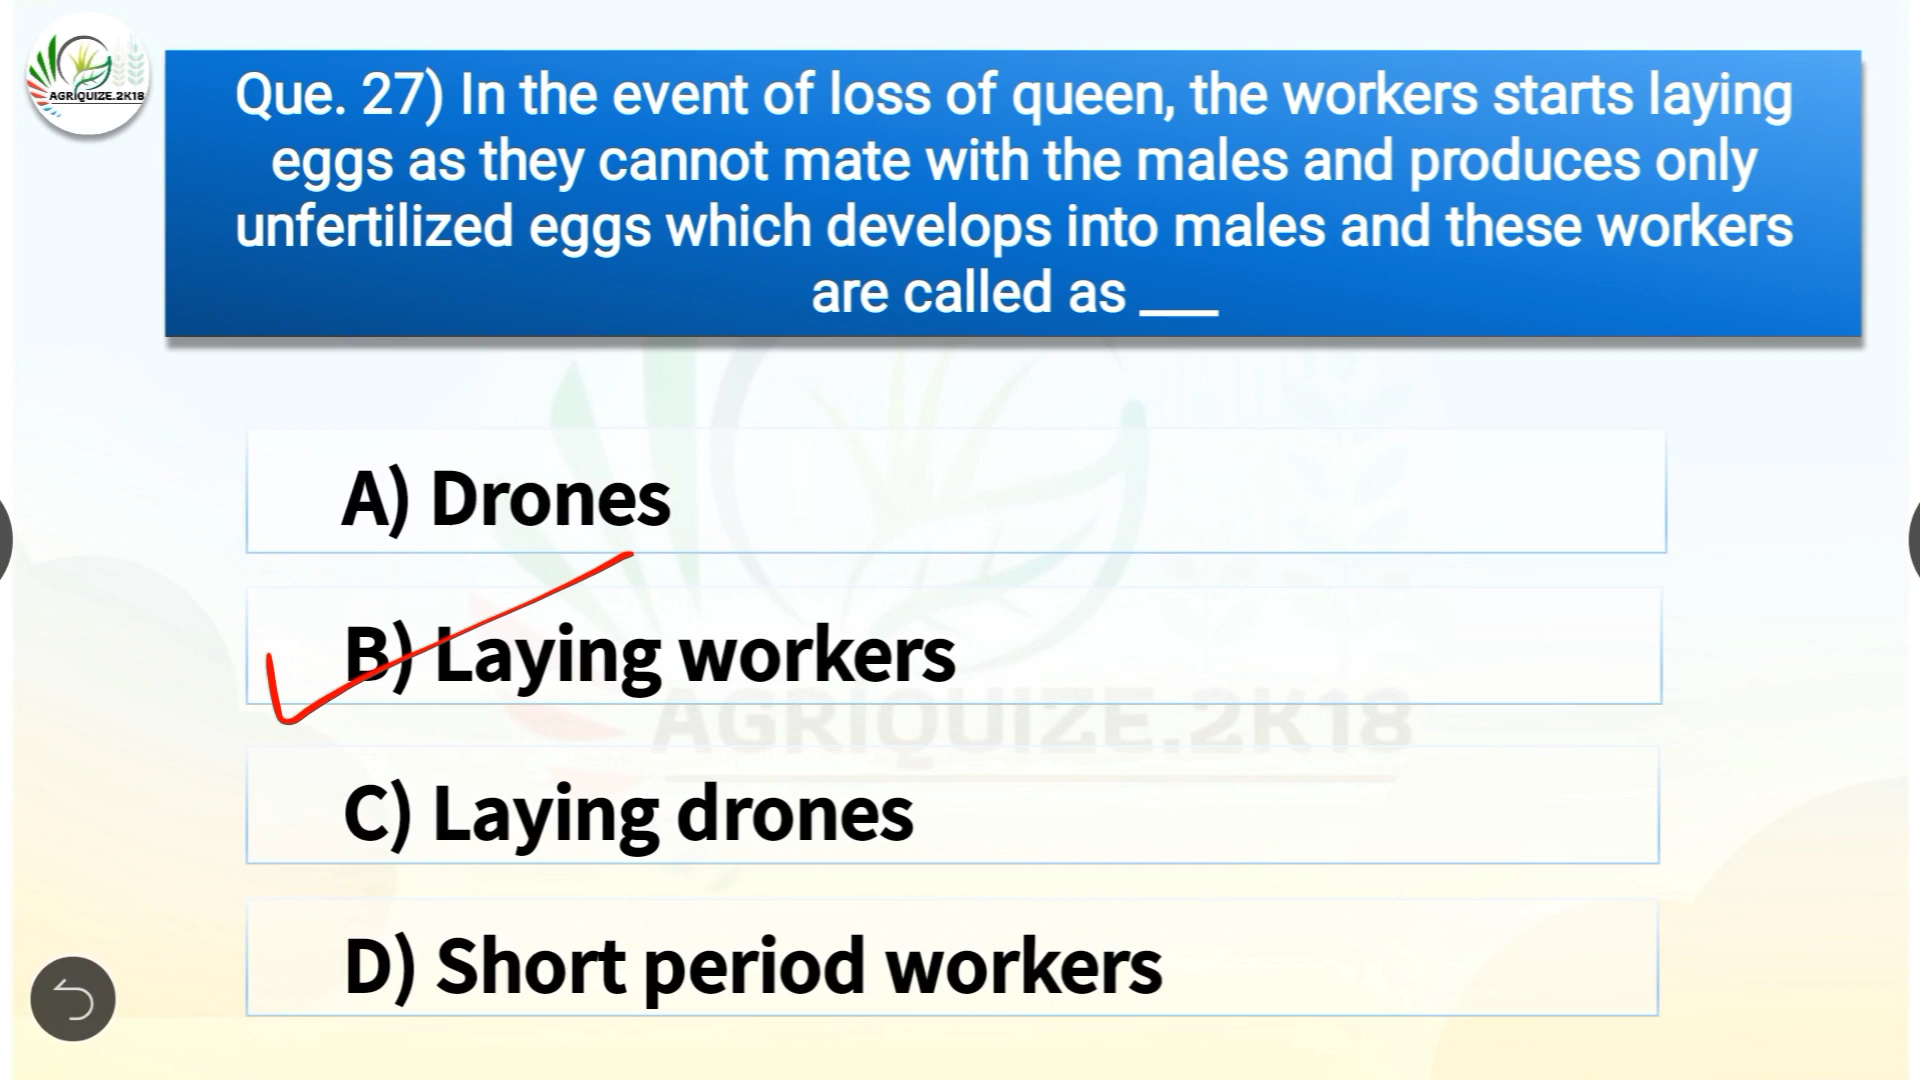 AGRIQUIZE.2K18
Que. 27) In the event of loss of queen, the workers starts laying
eggs as they cannot mate with the males and produces only
unfertilized eggs which develops into males and these workers
are called as ___
A) Drones
B) Laying workers
AGRIQUIZE.2K18
C) Laying drones
D) Short period workers